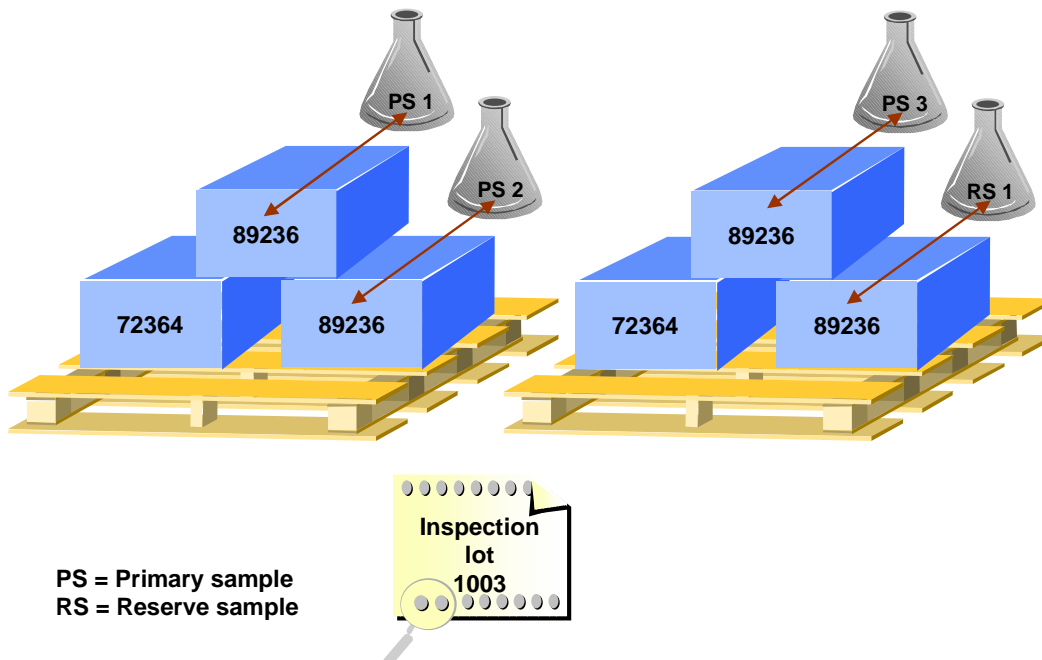 PS 1
PS 2
89236
72364
89236
PS 3
RS 1
89236
72364
89236
Inspection
lot
1003
PS = Primary sample
RS = Reserve sample